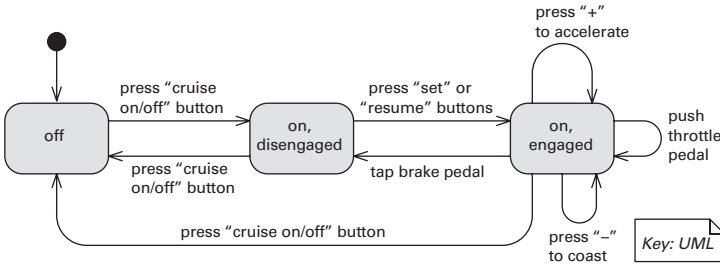 press “+”
to accelerate
press “cruise
on/off” button
press “set” or
“resume” buttons
off
on,
disengaged
on,
engaged
push
throttle
pedal
press “cruise
on/off” button
tap brake pedal
press “cruise on/off” button
press “–”
to coast
Key: UML